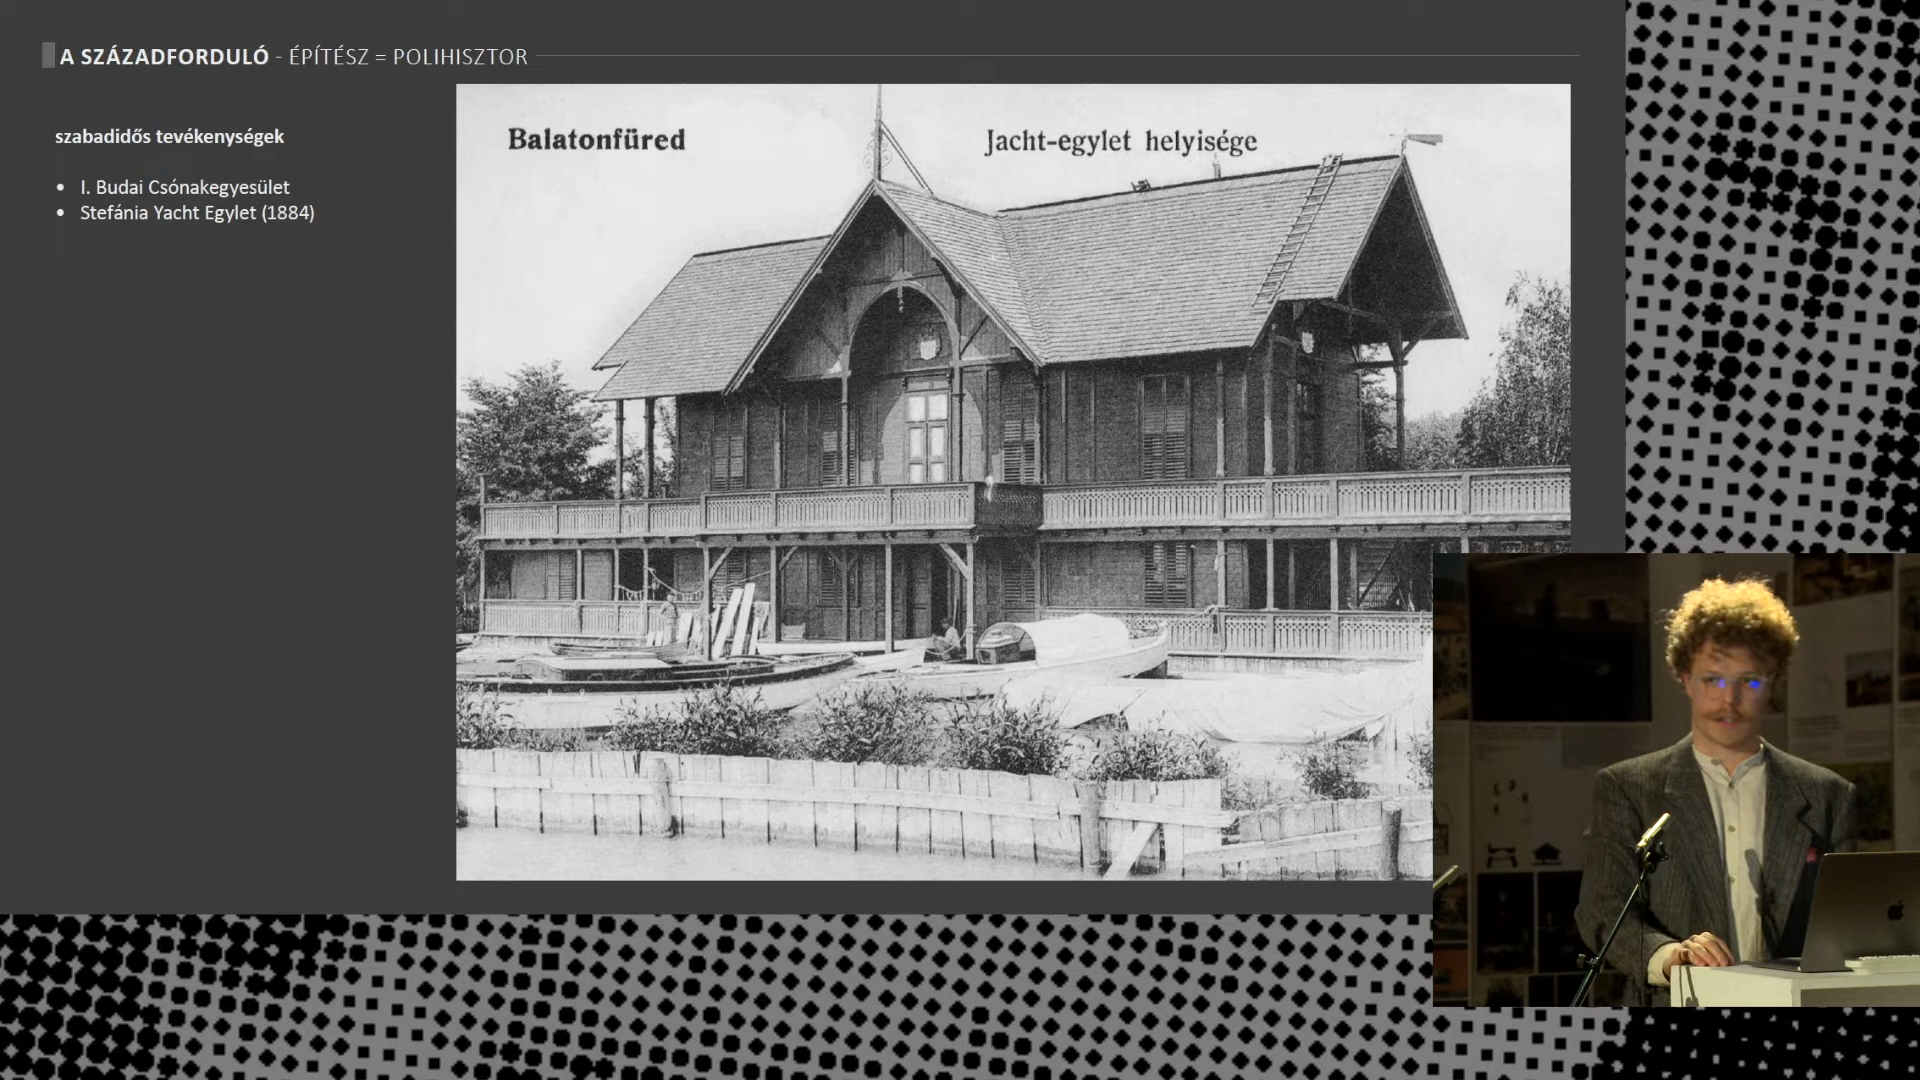 A SZÁZADFORDULÓ - ÉPÍTÉSZ = POLIHISZTOR
szabadidős tevékenységek
• I. Budai Csónakegyesület
• Stefánia Yacht Egylet (1884)
Balatonfüred
Jacht-egylet helyisége